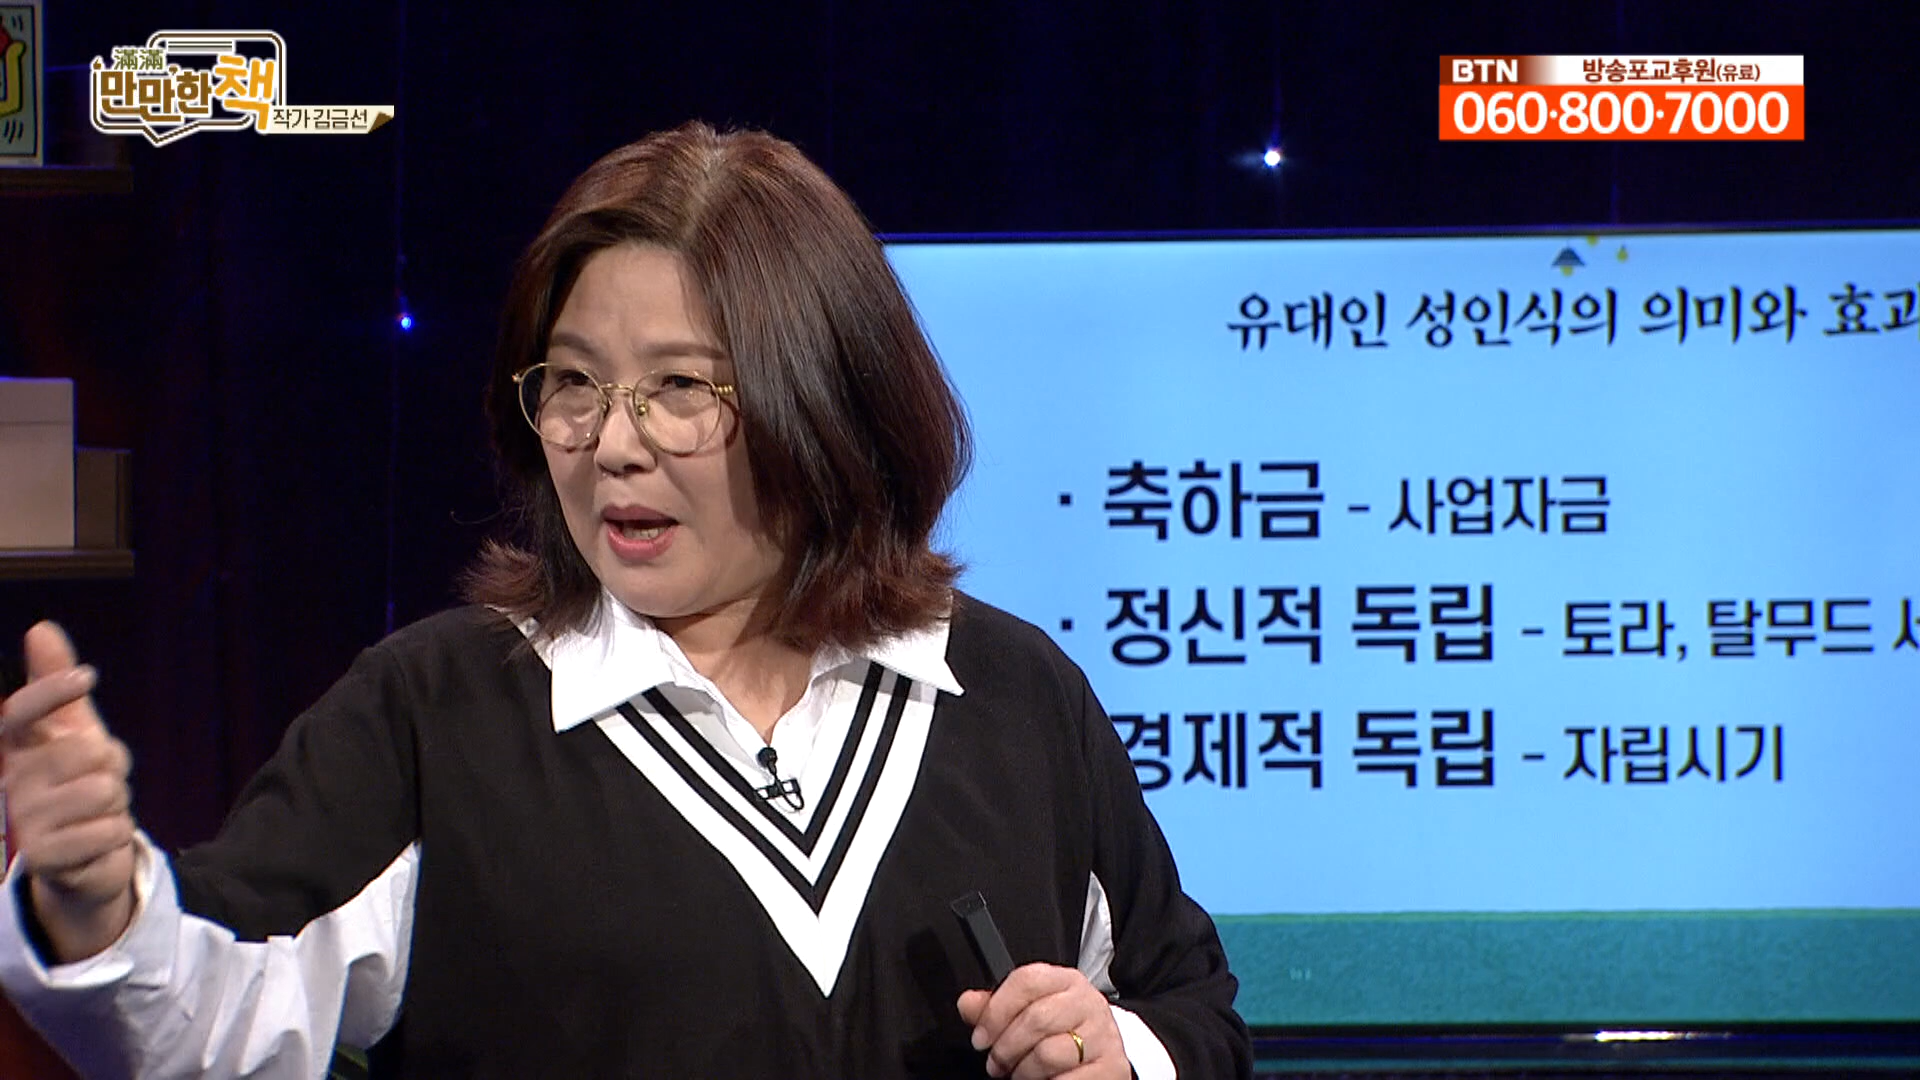 滿滿
'만만'한 책
작가 김금선
BTN 방송포교후원(유료)
060·800·7000
유대인 성인식의 의미와 효과
· 축하금 - 사업자금
· 정신적 독립 - 토라, 탈무드
경제적 독립 - 자립시기